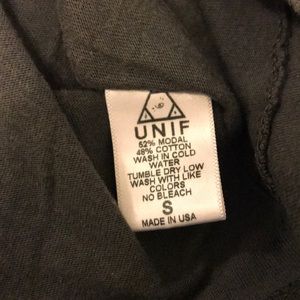 UNIF
52% MODAL
48% COTTON
WASH IN COLD
WATER
TUMBLE DRY LOW
WASH WITH LIKE
COLORS
NO BLEACH
S
MADE IN USA